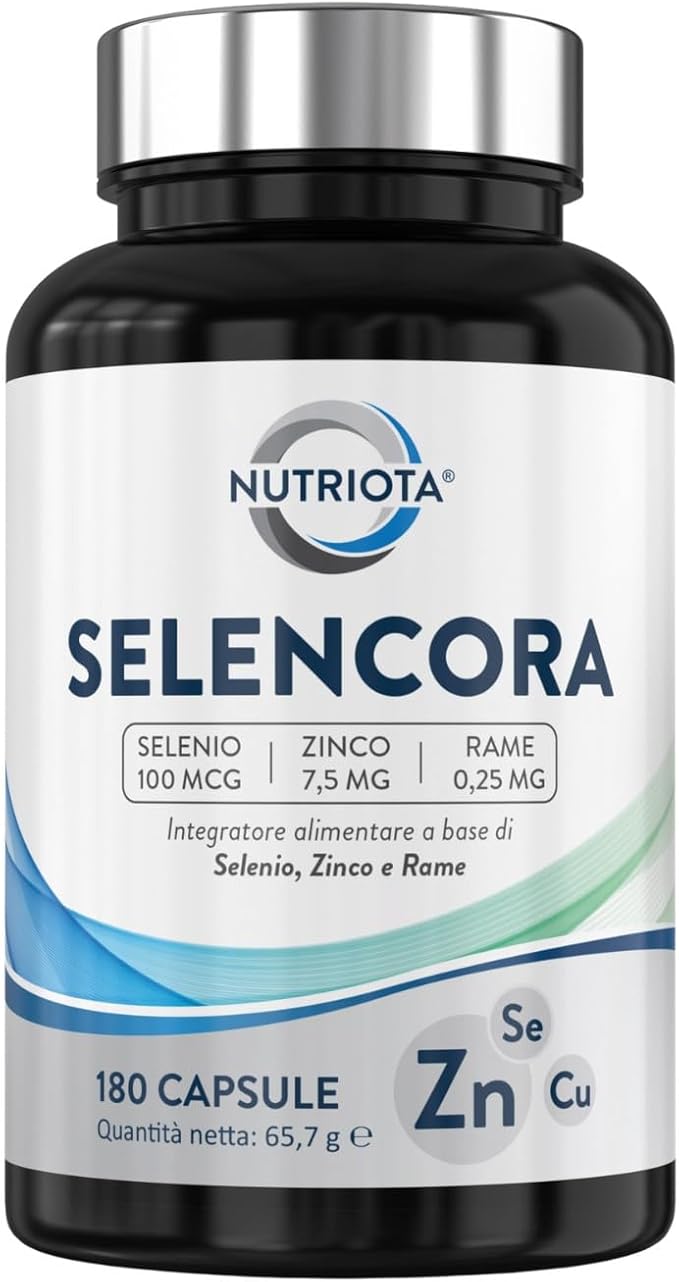 NUTRIOTA®
SELENCORA
SELENIO | ZINCO | RAME
100 MCG | 7,5 MG | 0,25 MG
Integratore alimentare a base di
Selenio, Zinco e Rame
180 CAPSULE
Quantità netta: 65,7 g ℮
Se
Zn
Cu